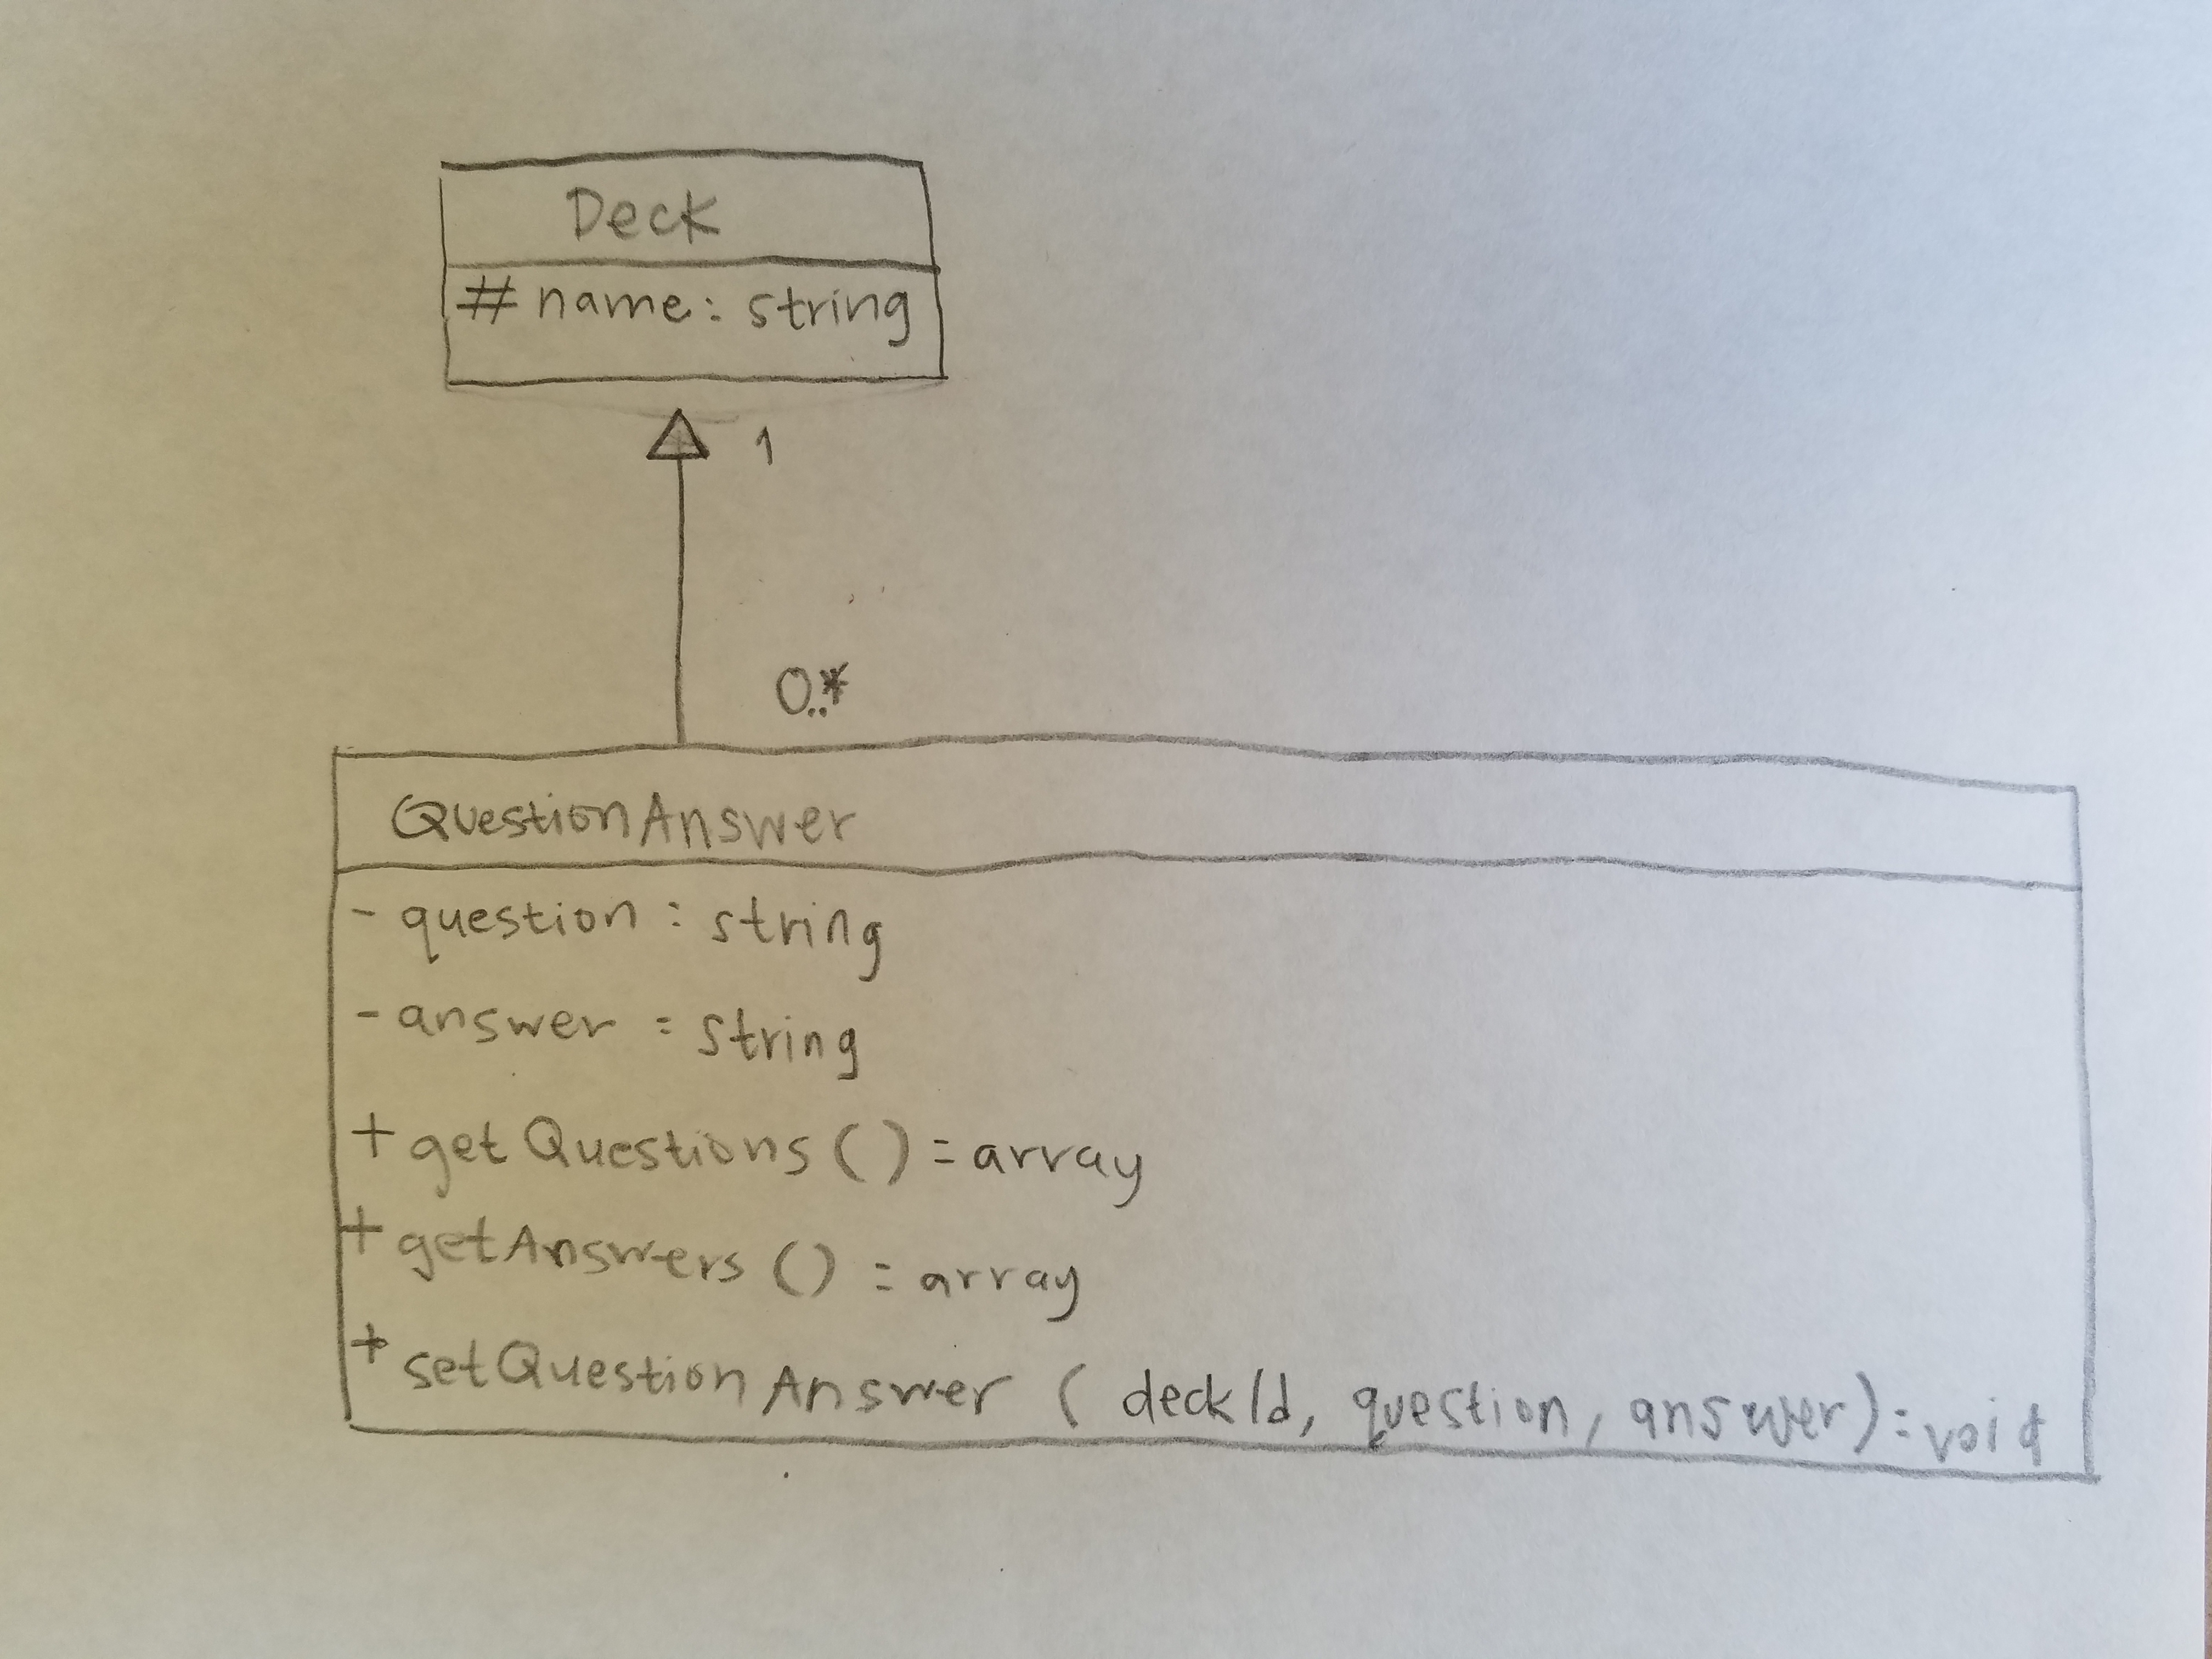 Deck
# name: string
1
0..*
QuestionAnswer
- question: string
- answer: string
+ getQuestions(): array
+ getAnswers(): array
+ setQuestionAnswer (deckId, question, answer): void